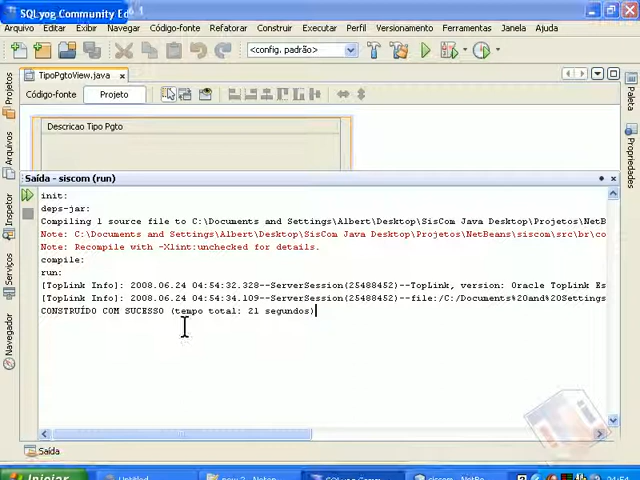 SQLyog Community Ed
Arquivo Editar Exibir Navegar Código-fonte Refatorar Construir Executar Perfil Versionamento Ferramentas Janela Ajuda
<config. padrão>
TipoPgtoView.java
Código-fonte Projeto
Descricao Tipo Pgto
Saída - siscom (run)
init:
deps-jar:
Compiling 1 source file to C:\Documents and Settings\Albert\Desktop\SisCom Java Desktop\Projetos\NetB
Note: C:\Documents and Settings\Albert\Desktop\SisCom Java Desktop\Projetos\NetBeans\siscom\src\br\co
Note: Recompile with -Xlint:unchecked for details.
compile:
run:
[TopLink Info]: 2008.06.24 04:54:32.328--ServerSession(25488452)--TopLink, version: Oracle TopLink Es
[TopLink Info]: 2008.06.24 04:54:34.109--ServerSession(25488452)--file:/C:/Documents%20and%20Settings
CONSTRUÍDO COM SUCESSO (tempo total: 21 segundos)
Projetos
Arquivos
Inspetor
Serviços
Navegador
Paleta
Propriedades
Saída
Iniciar